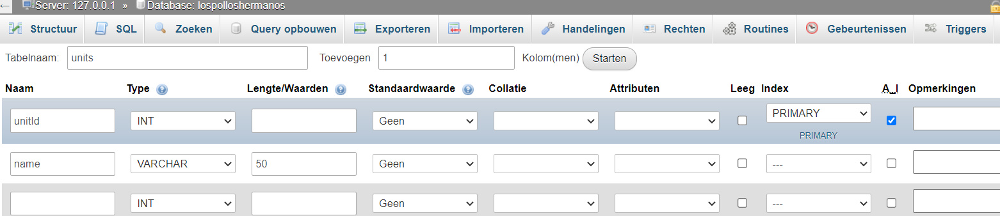 Server: 127.0.0.1 » Database: lospolloshermanos
Structuur SQL Zoeken Query opbouwen Exporteren Importeren Handelingen Rechten Routines Gebeurtenissen Triggers
Tabelnaam: units Toevoegen 1 Kolom(men) Starten
Naam Type Lengte/Waarden Standaardwaarde Collatie Attributen Leeg Index A_I Opmerkingen
unitId INT Geen PRIMARY
PRIMARY
name VARCHAR 50 Geen ---
INT Geen ---